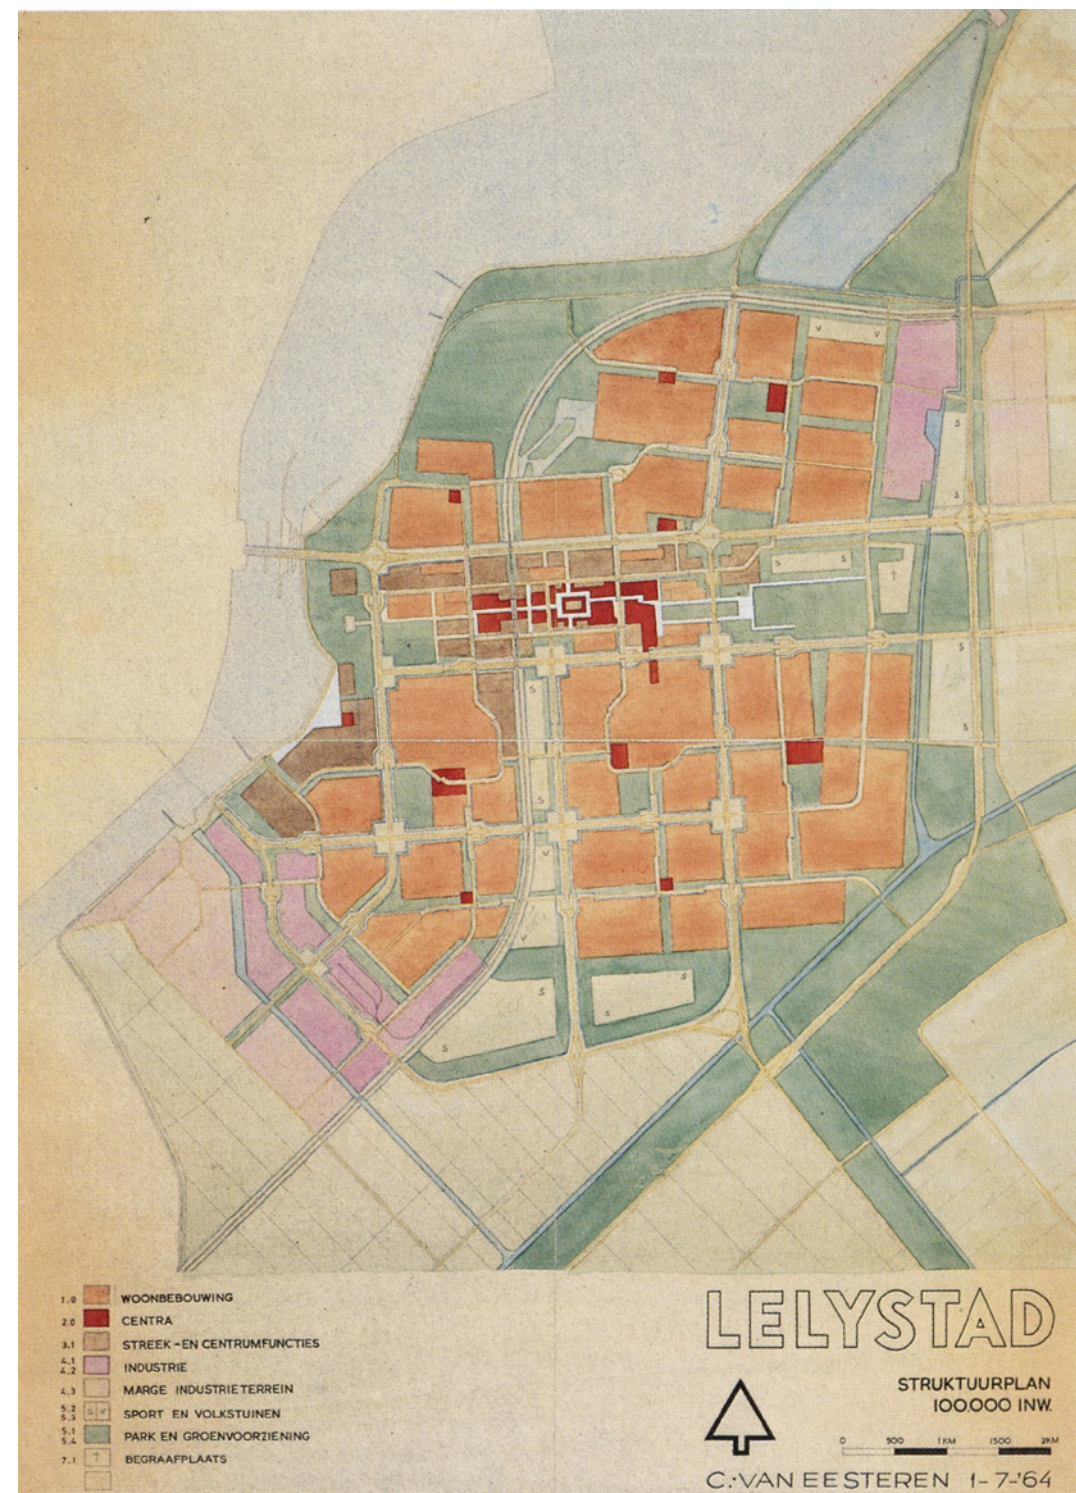 V V
S
S
S S
†
S
S
S
S
V
V
S
S
S
S
1.0 WOONBEBOUWING
2.0 CENTRA
3.1 STREEK-EN CENTRUMFUNCTIES
4.1
4.2 INDUSTRIE
4.3 MARGE INDUSTRIETERREIN
5.2
5.3 S V SPORT EN VOLKSTUINEN
5.1
5.4 PARK EN GROENVOORZIENING
7.1 † BEGRAAFPLAATS
LELYSTAD
STRUKTUURPLAN
100.000 INW.
0 500 1KM 1500 2KM
C. VAN EESTEREN 1-7-'64